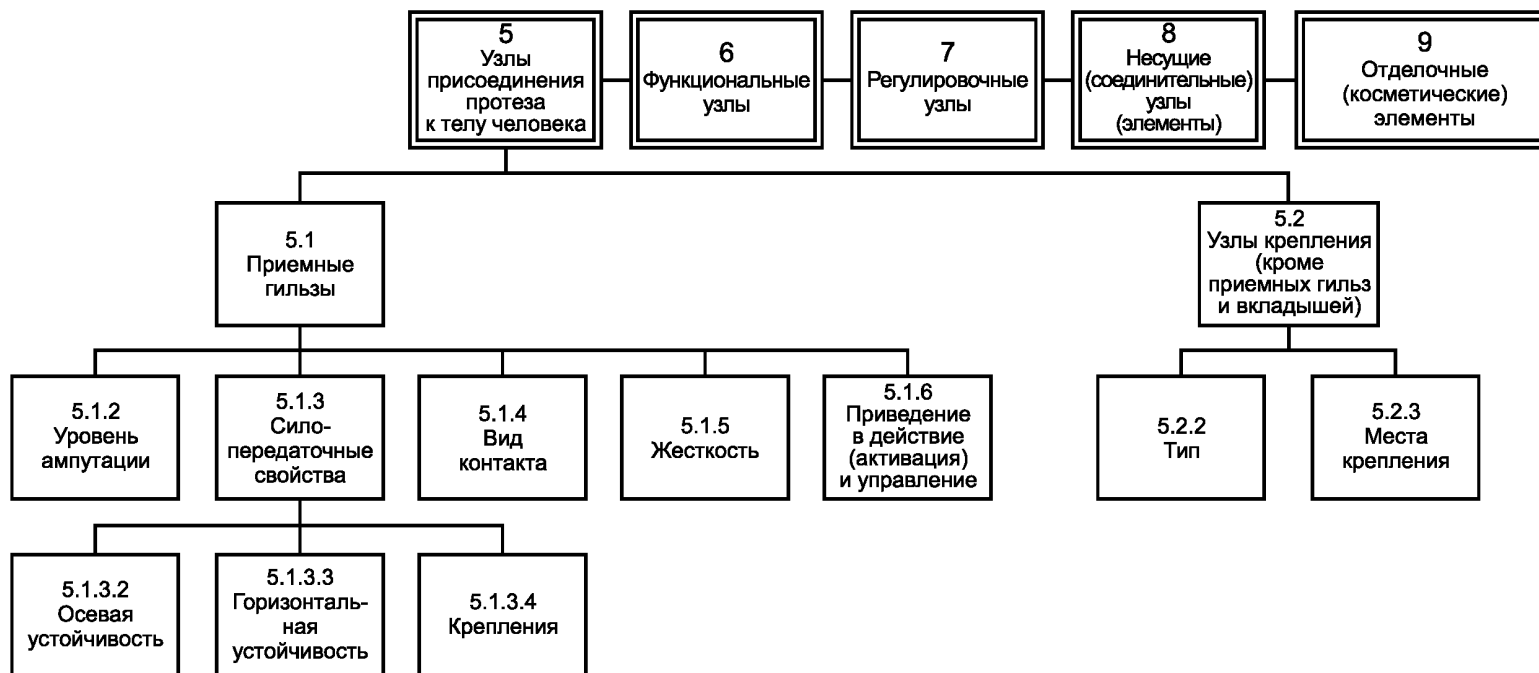 5
Узлы
присоединения
протеза
к телу человека
6
Функциональные
узлы
7
Регулировочные
узлы
8
Несущие
(соединительные)
узлы
(элементы)
9
Отделочные
(косметические)
элементы
5.1
Приемные
гильзы
5.2
Узлы крепления
(кроме
приемных гильз
и вкладышей)
5.1.2
Уровень
ампутации
5.1.3
Сило-
передаточные
свойства
5.1.4
Вид
контакта
5.1.5
Жесткость
5.1.6
Приведение
в действие
(активация)
и управление
5.2.2
Тип
5.2.3
Места
крепления
5.1.3.2
Осевая
устойчивость
5.1.3.3
Горизонталь-
ная
устойчивость
5.1.3.4
Крепления